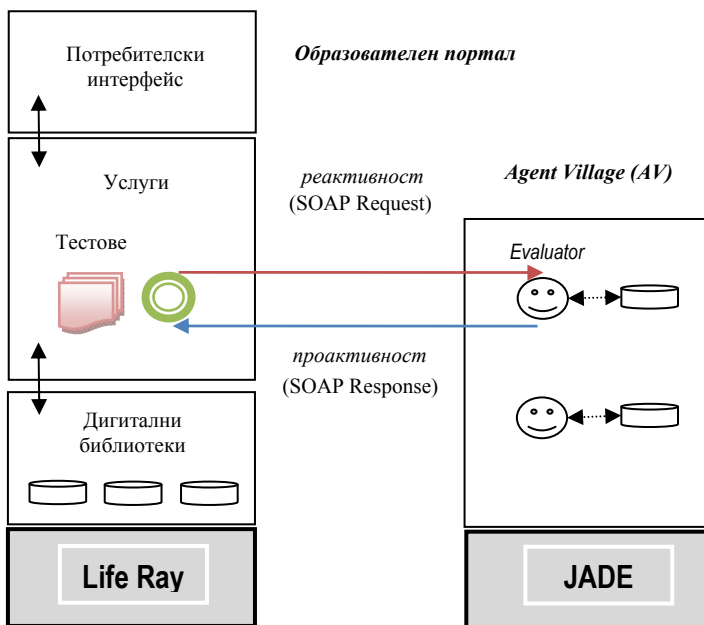 Потребителски
интерфейс
Образователен портал
Услуги
Тестове
реактивност
(SOAP Request)
Agent Village (AV)
Evaluator
проактивност
(SOAP Response)
Дигитални
библиотеки
Life Ray
JADE